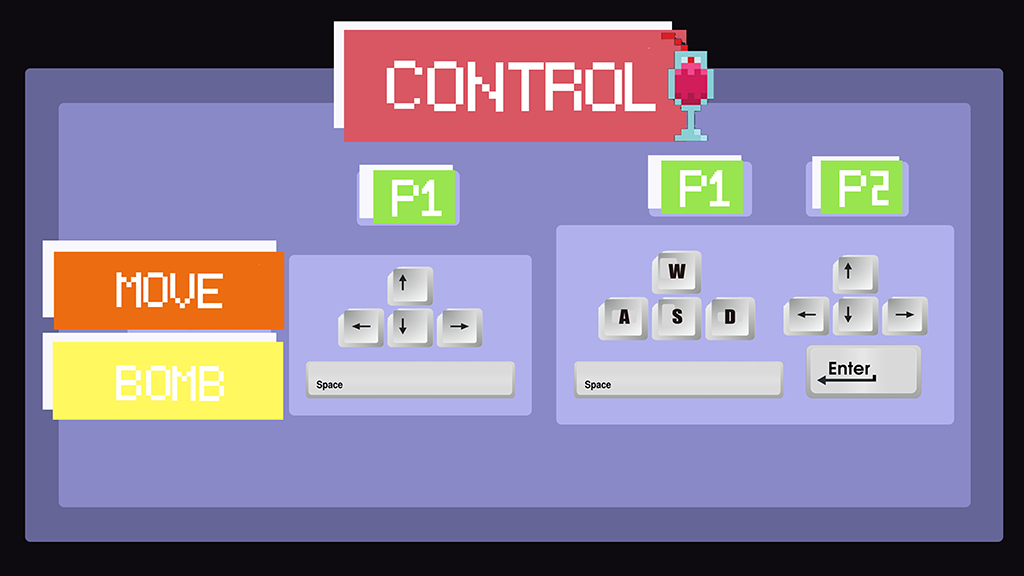 CONTROL
P1 P1 P2
MOVE
↑ W ↑
← ↓ → A S D ← ↓ →
BOMB
Space Space Enter